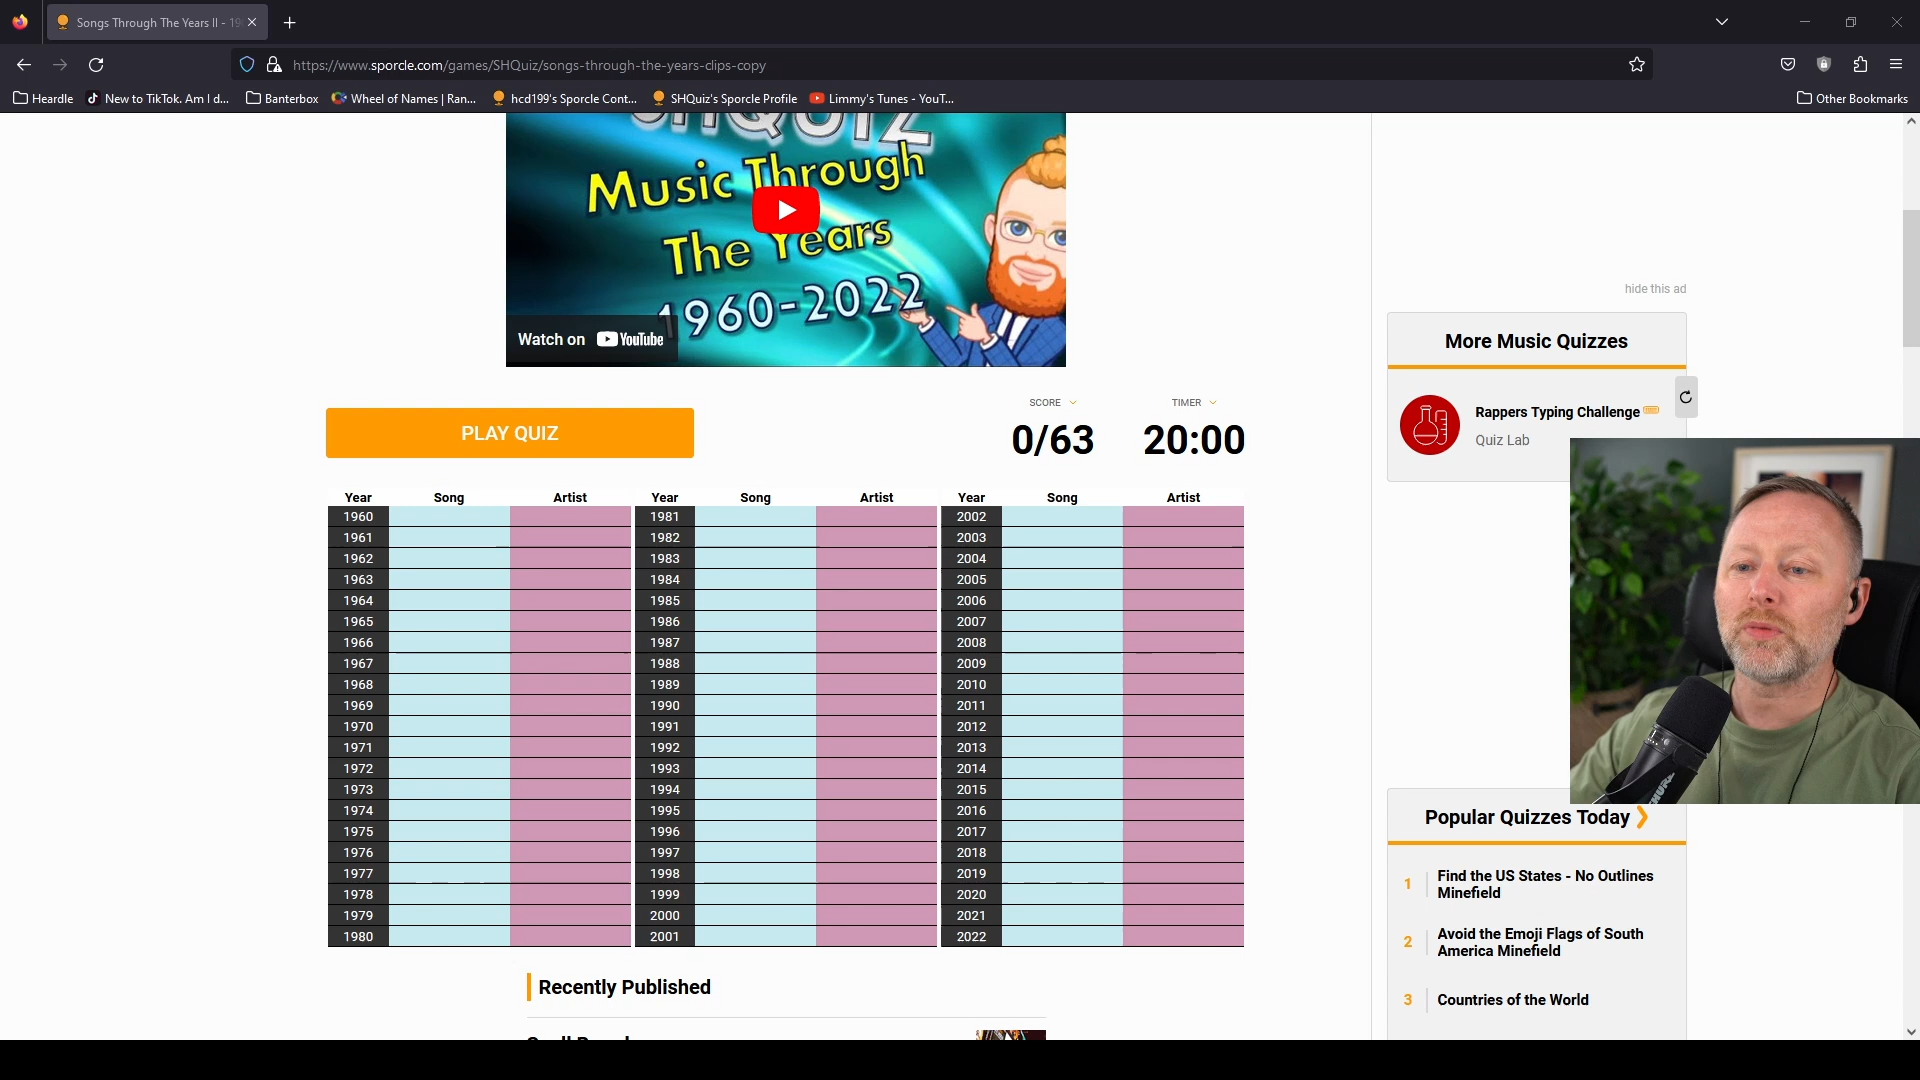 Songs Through The Years II - 19
https://www.sporcle.com/games/SHQuiz/songs-through-the-years-clips-copy
Heardle New to TikTok. Am I d... Banterbox Wheel of Names | Ran... hcd199's Sporcle Cont... SHQuiz's Sporcle Profile Limmy's Tunes - YouT... Other Bookmarks
SHQUIZ
Music Through
The Years
1960-2022
Watch on YouTube
hide this ad
More Music Quizzes
Rappers Typing Challenge
Quiz Lab
PLAY QUIZ
SCORE TIMER
0/63 20:00
Year Song Artist Year Song Artist Year Song Artist
1960 1981 2002
1961 1982 2003
1962 1983 2004
1963 1984 2005
1964 1985 2006
1965 1986 2007
1966 1987 2008
1967 1988 2009
1968 1989 2010
1969 1990 2011
1970 1991 2012
1971 1992 2013
1972 1993 2014
1973 1994 2015
1974 1995 2016
1975 1996 2017
1976 1997 2018
1977 1998 2019
1978 1999 2020
1979 2000 2021
1980 2001 2022
Popular Quizzes Today
1 Find the US States - No Outlines
Minefield
2 Avoid the Emoji Flags of South
America Minefield
3 Countries of the World
Recently Published